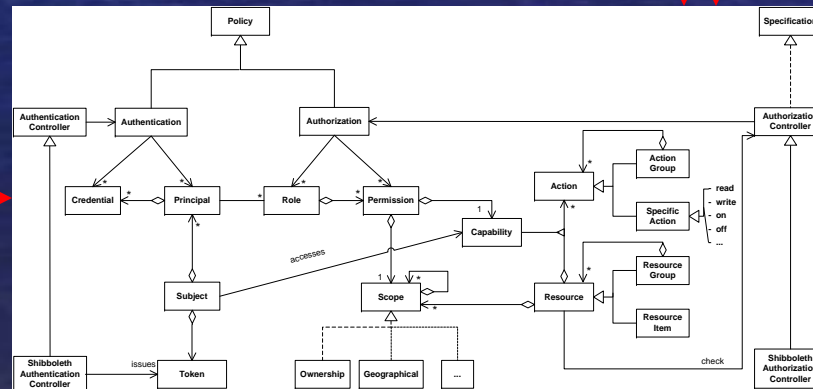 Policy
Specification
Authentication
Controller
Authentication
Authorization
Authorization
Controller
Action
Group
Action
Specific
Action
- read
- write
- on
- off
- ...
Credential
Principal
Role
Permission
Capability
accesses
Subject
Scope
Resource
Resource
Group
Resource
Item
Shibboleth
Authentication
Controller
issues
Token
Ownership
Geographical
...
check
Shibboleth
Authorization
Controller
*
*
*
*
*
*
*
*
*
1
*
1
*
*
*
*